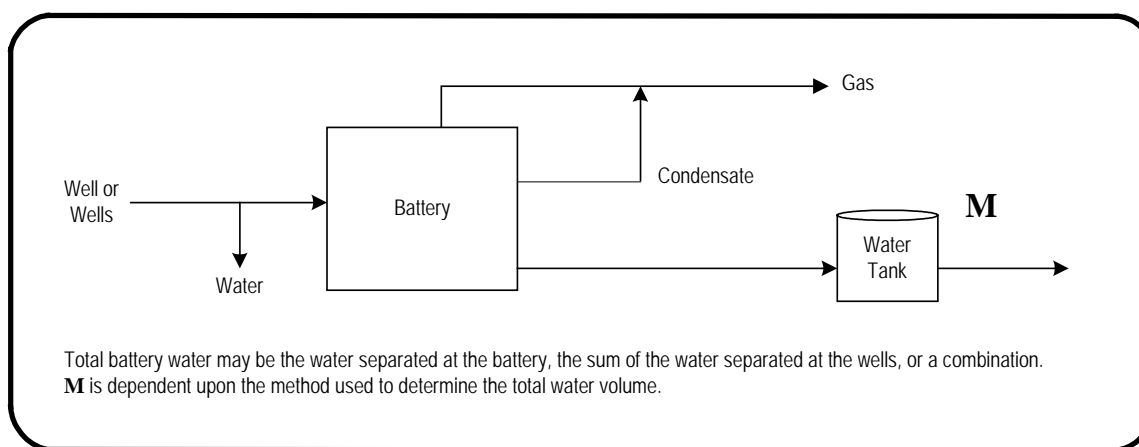 Gas
Condensate
Well or
Wells
Battery
M
Water
Tank
Water
Total battery water may be the water separated at the battery, the sum of the water separated at the wells, or a combination.
M is dependent upon the method used to determine the total water volume.